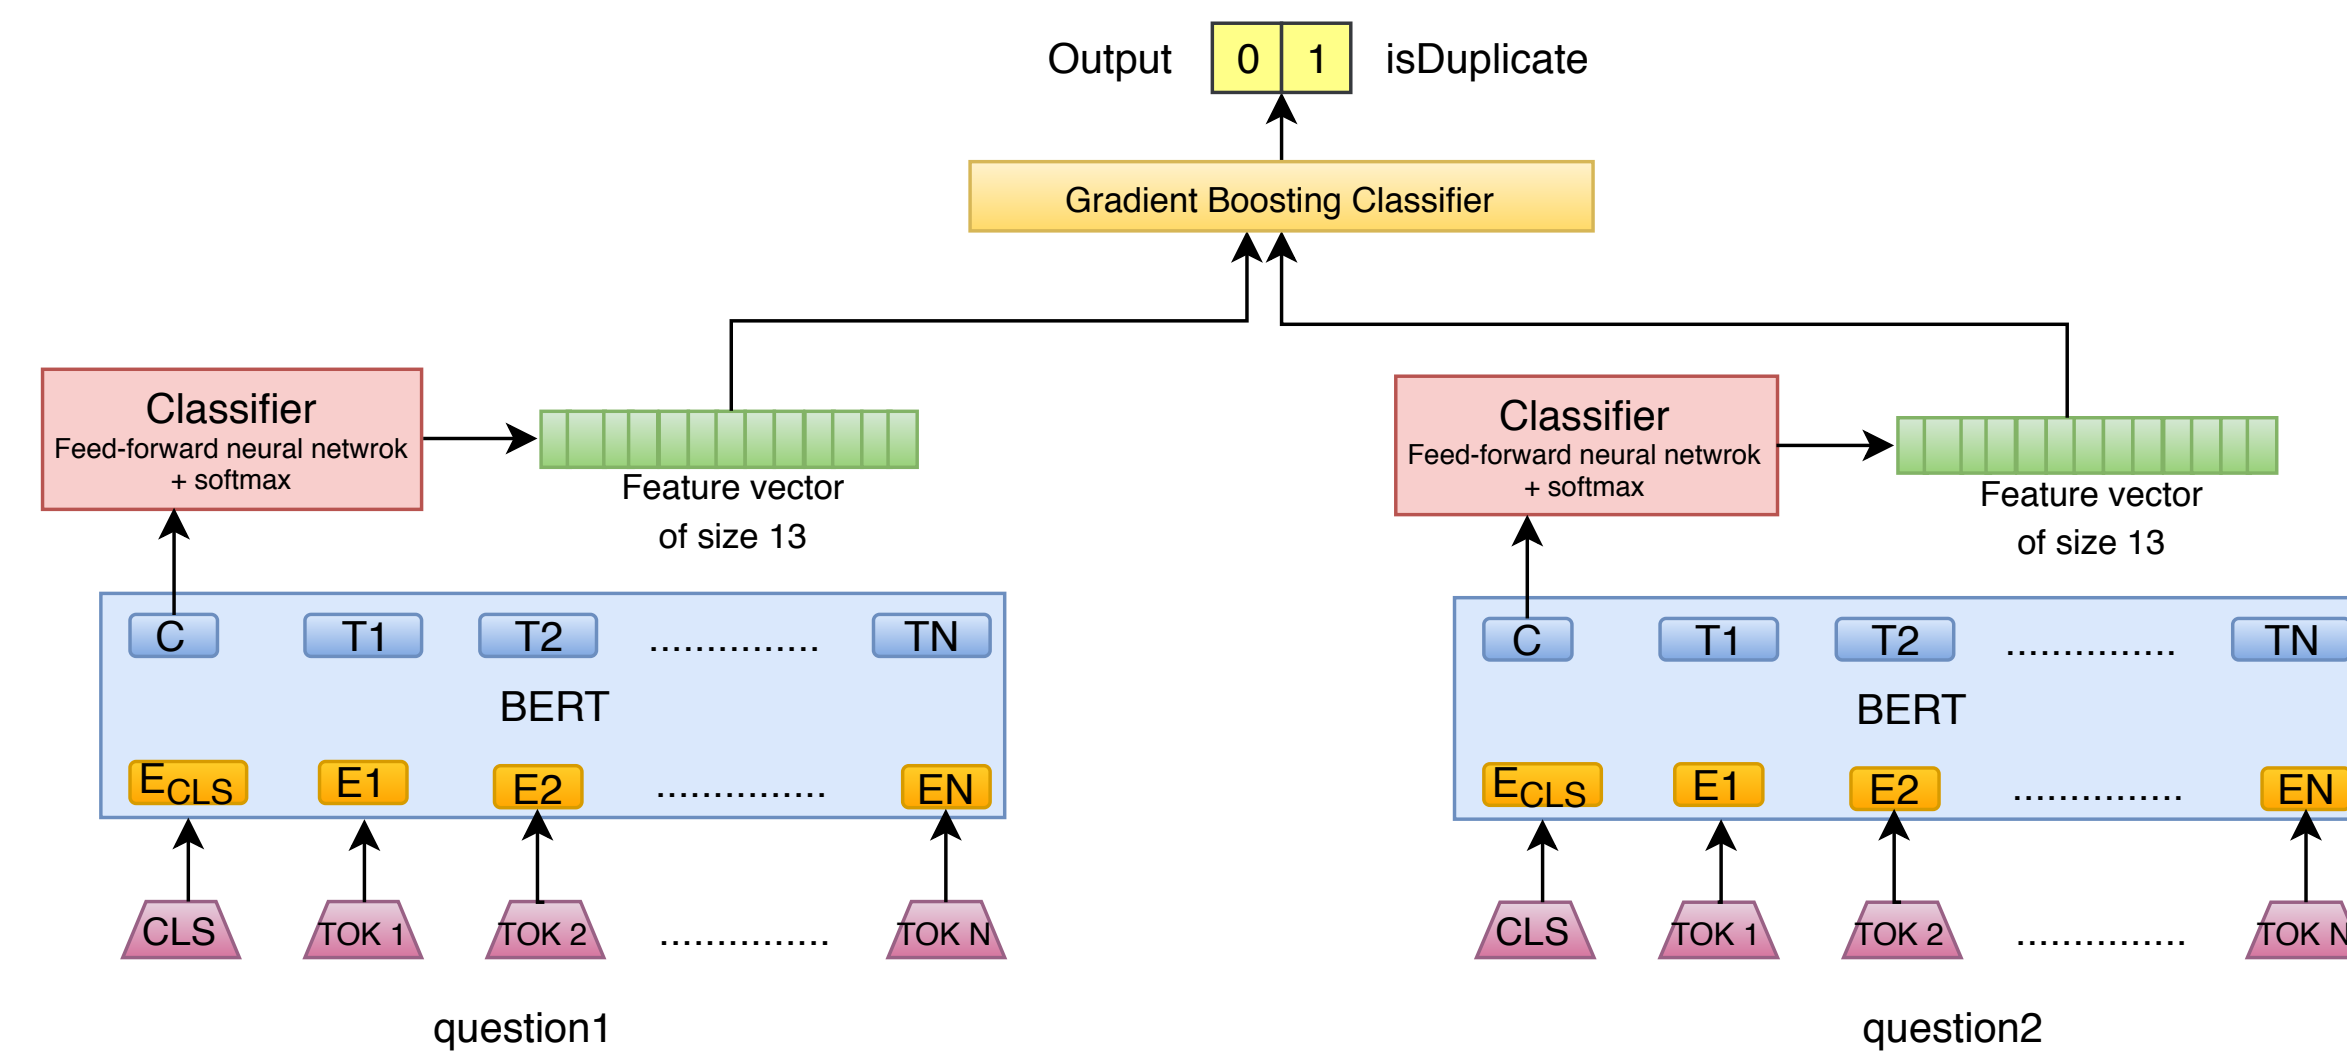 Output 0 1 isDuplicate
Gradient Boosting Classifier
Classifier
Feed-forward neural netwrok
+ softmax
Feature vector
of size 13
Classifier
Feed-forward neural netwrok
+ softmax
Feature vector
of size 13
C T1 T2 ............... TN
BERT
ECLS E1 E2 ............... EN
CLS TOK 1 TOK 2 ............... TOK N
question1
C T1 T2 ............... TN
BERT
ECLS E1 E2 ............... EN
CLS TOK 1 TOK 2 ............... TOK N
question2